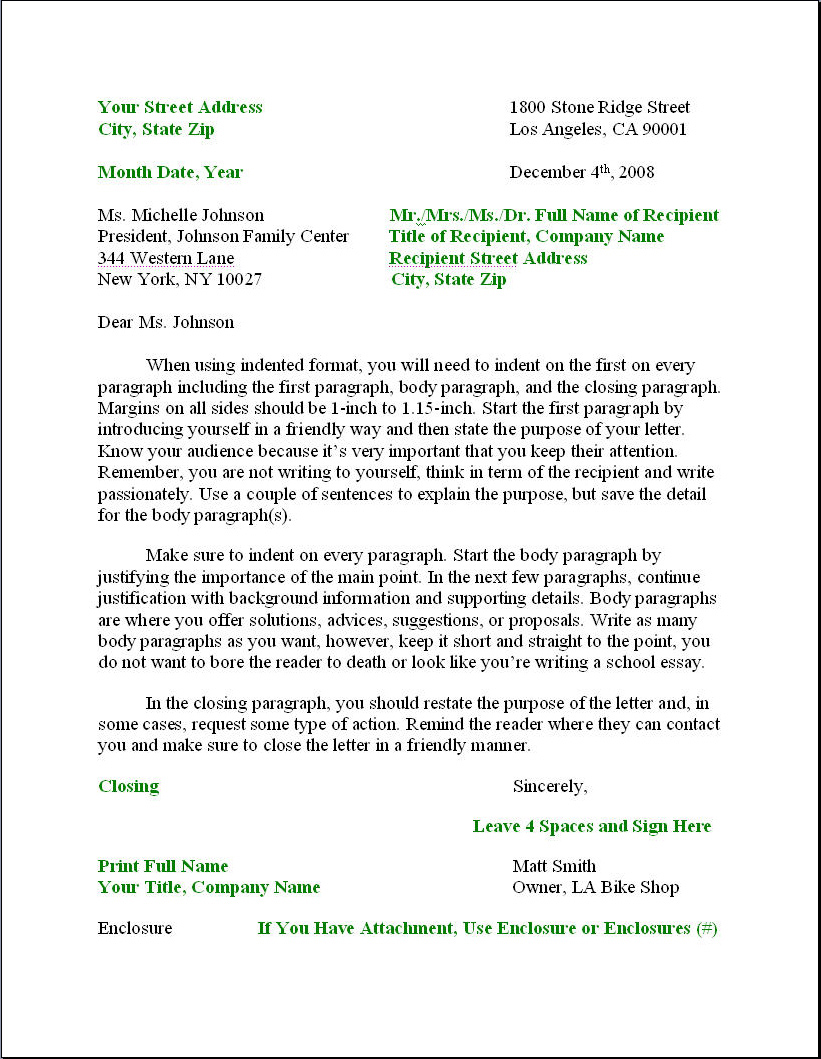 Your Street Address 1800 Stone Ridge Street
City, State Zip Los Angeles, CA 90001
Month Date, Year December 4th, 2008
Ms. Michelle Johnson Mr./Mrs./Ms./Dr. Full Name of Recipient
President, Johnson Family Center Title of Recipient, Company Name
344 Western Lane Recipient Street Address
New York, NY 10027 City, State Zip
Dear Ms. Johnson
When using indented format, you will need to indent on the first on every
paragraph including the first paragraph, body paragraph, and the closing paragraph.
Margins on all sides should be 1-inch to 1.15-inch. Start the first paragraph by
introducing yourself in a friendly way and then state the purpose of your letter.
Know your audience because it's very important that you keep their attention.
Remember, you are not writing to yourself, think in term of the recipient and write
passionately. Use a couple of sentences to explain the purpose, but save the detail
for the body paragraph(s).
Make sure to indent on every paragraph. Start the body paragraph by
justifying the importance of the main point. In the next few paragraphs, continue
justification with background information and supporting details. Body paragraphs
are where you offer solutions, advices, suggestions, or proposals. Write as many
body paragraphs as you want, however, keep it short and straight to the point, you
do not want to bore the reader to death or look like you're writing a school essay.
In the closing paragraph, you should restate the purpose of the letter and, in
some cases, request some type of action. Remind the reader where they can contact
you and make sure to close the letter in a friendly manner.
Closing Sincerely,
Leave 4 Spaces and Sign Here
Print Full Name Matt Smith
Your Title, Company Name Owner, LA Bike Shop
Enclosure If You Have Attachment, Use Enclosure or Enclosures (#)